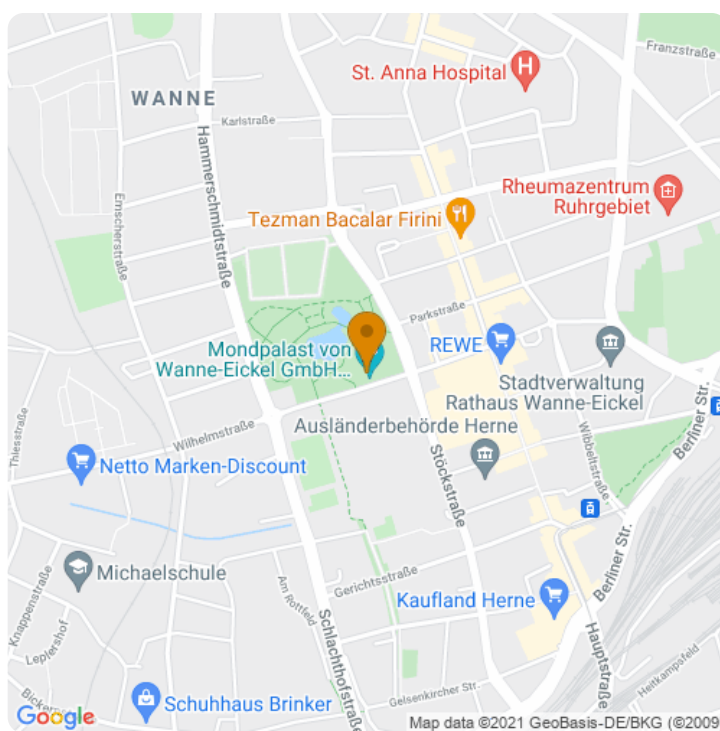 Franzstraße
St. Anna Hospital
H
WANNE
Karlstraße
Hammerschmidtstraße
Emscherstraße
Rheumazentrum
Ruhrgebiet
Tezman Bacalar Firini
Parkstraße
Mondpalast von
Wanne-Eickel GmbH...
REWE
Stadtverwaltung
Rathaus Wanne-Eickel
Ausländerbehörde Herne
Wilhelmstraße
Thiesstraße
Netto Marken-Discount
Stöckstraße
Wibbeltstraße
Berliner Str.
Michaelschule
Knappenstraße
Leplershof
Am Rottfeld
Gerichtsstraße
Kaufland Herne
Berliner Str.
Schlachthofstraße
Hauptstraße
Heitkampsfeld
Gelsenkircher Str.
Schuhhaus Brinker
Google
Map data ©2021 GeoBasis-DE/BKG (©2009